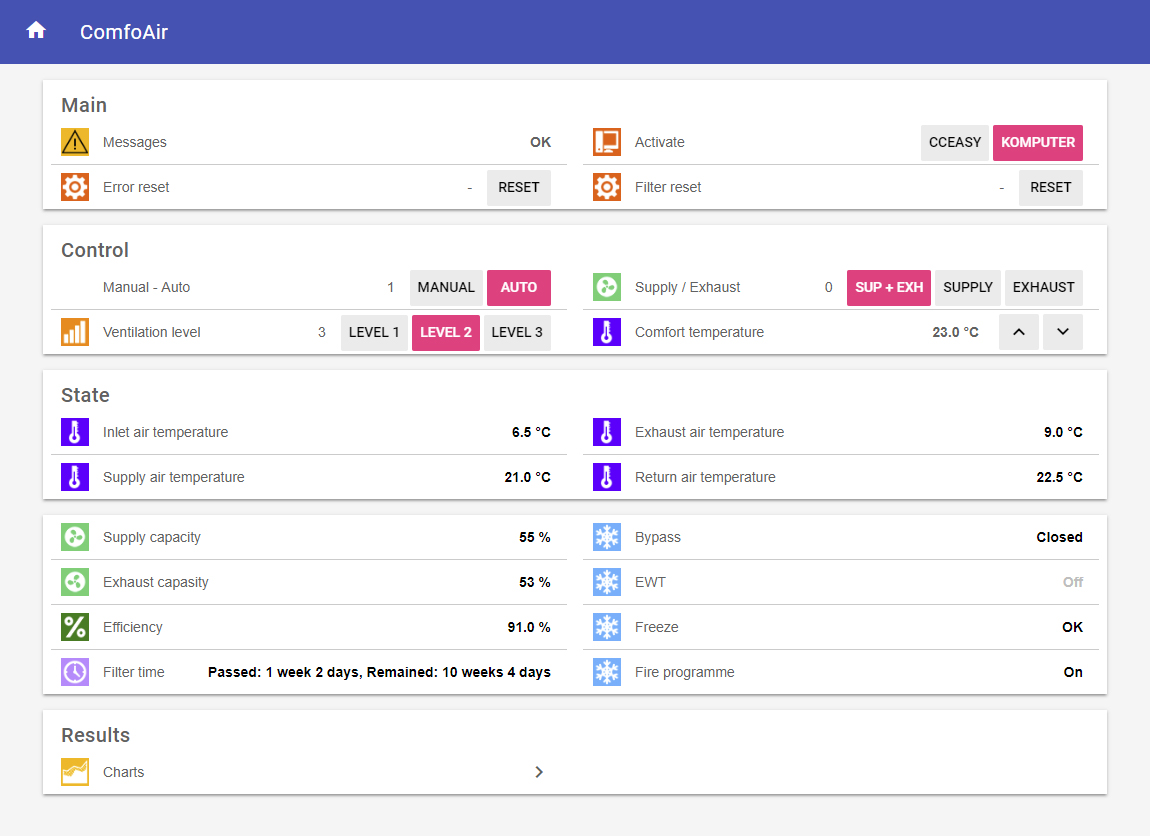 ComfoAir
Main
Messages OK
Activate CCEASY KOMPUTER
Error reset - RESET
Filter reset - RESET
Control
Manual - Auto 1 MANUAL AUTO
Supply / Exhaust 0 SUP + EXH SUPPLY EXHAUST
Ventilation level 3 LEVEL 1 LEVEL 2 LEVEL 3
Comfort temperature 23.0 °C
State
Inlet air temperature 6.5 °C
Exhaust air temperature 9.0 °C
Supply air temperature 21.0 °C
Return air temperature 22.5 °C
Supply capacity 55 %
Bypass Closed
Exhaust capasity 53 %
EWT Off
Efficiency 91.0 %
Freeze OK
Filter time Passed: 1 week 2 days, Remained: 10 weeks 4 days
Fire programme On
Results
Charts